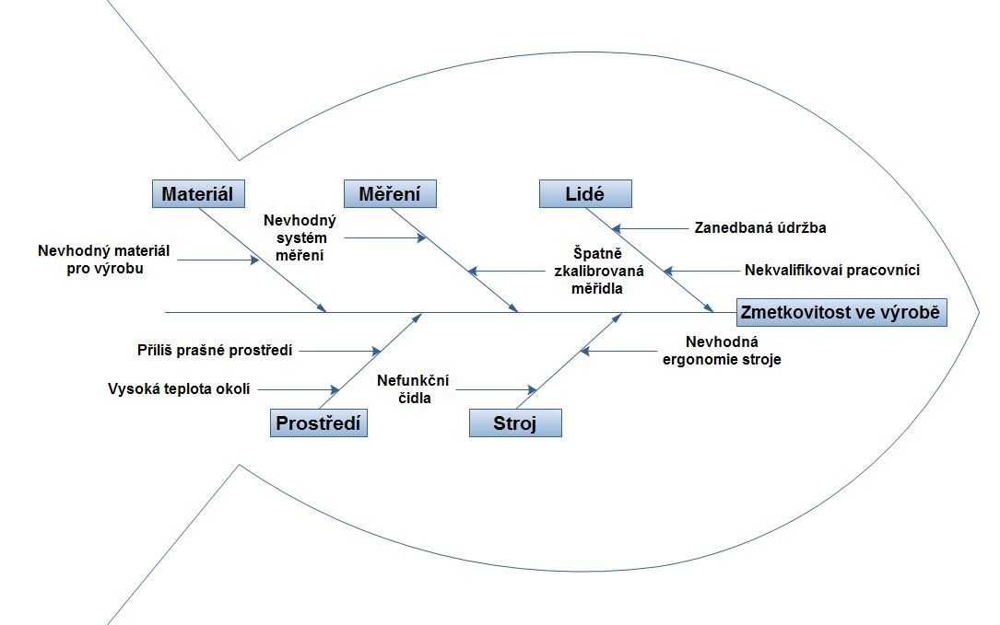 Materiál
Měření
Lidé
Nevhodný materiál
pro výrobu
Nevhodný
systém
měření
Špatně
zkalibrovaná
měřidla
Zanedbaná údržba
Nekvalifikovaí pracovníci
Zmetkovitost ve výrobě
Příliš prašné prostředí
Vysoká teplota okolí
Nefunkční
čidla
Nevhodná
ergonomie stroje
Prostředí
Stroj